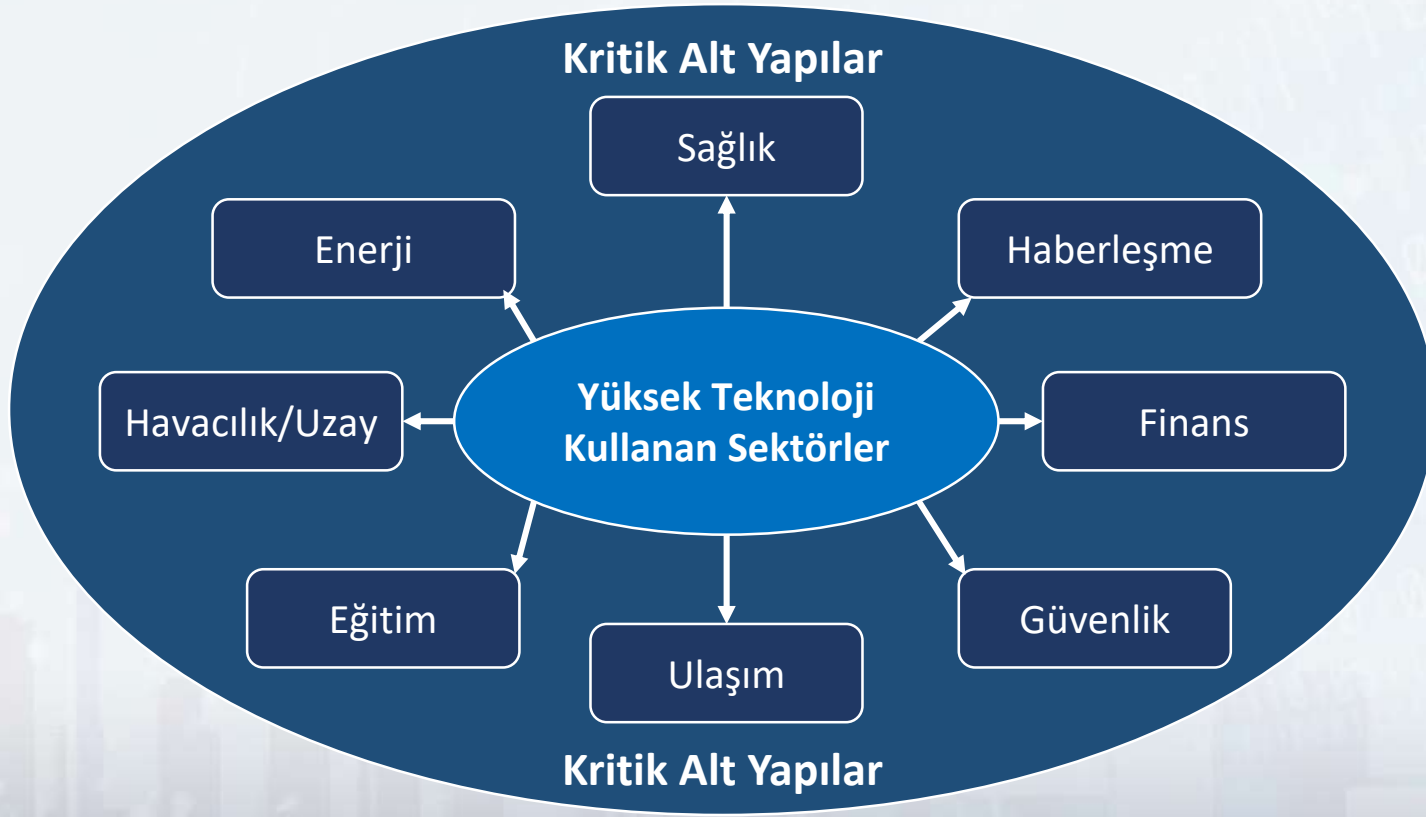 Kritik Alt Yapılar
Sağlık
Enerji
Haberleşme
Havacılık/Uzay
Yüksek Teknoloji
Kullanan Sektörler
Finans
Eğitim
Güvenlik
Ulaşım
Kritik Alt Yapılar